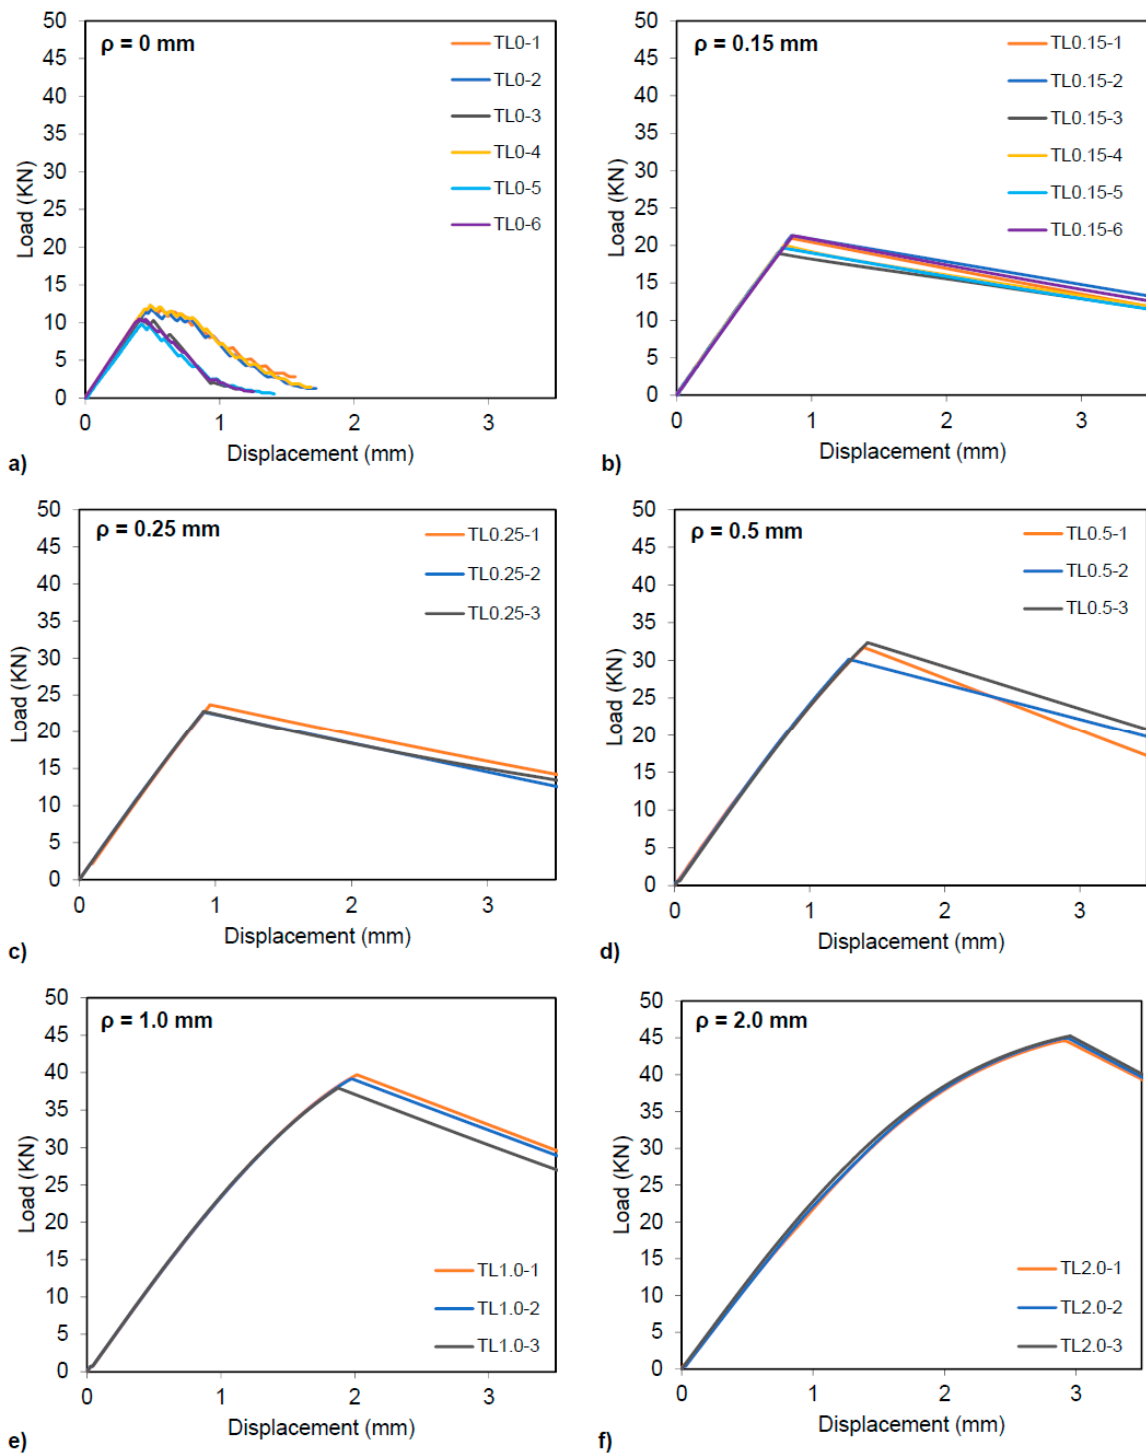 ρ = 0 mm
TL0-1
TL0-2
TL0-3
TL0-4
TL0-5
TL0-6
50
45
40
35
30
25
20
15
10
5
0
Load (KN)
0 1 2 3
Displacement (mm)
a)
ρ = 0.15 mm
TL0.15-1
TL0.15-2
TL0.15-3
TL0.15-4
TL0.15-5
TL0.15-6
50
45
40
35
30
25
20
15
10
5
0
Load (KN)
0 1 2 3
Displacement (mm)
b)
ρ = 0.25 mm
TL0.25-1
TL0.25-2
TL0.25-3
50
45
40
35
30
25
20
15
10
5
0
Load (KN)
0 1 2 3
Displacement (mm)
c)
ρ = 0.5 mm
TL0.5-1
TL0.5-2
TL0.5-3
50
45
40
35
30
25
20
15
10
5
0
Load (KN)
0 1 2 3
Displacement (mm)
d)
ρ = 1.0 mm
50
45
40
35
30
25
20
15
10
5
0
Load (KN)
TL1.0-1
TL1.0-2
TL1.0-3
0 1 2 3
Displacement (mm)
e)
ρ = 2.0 mm
50
45
40
35
30
25
20
15
10
5
0
Load (KN)
TL2.0-1
TL2.0-2
TL2.0-3
0 1 2 3
Displacement (mm)
f)